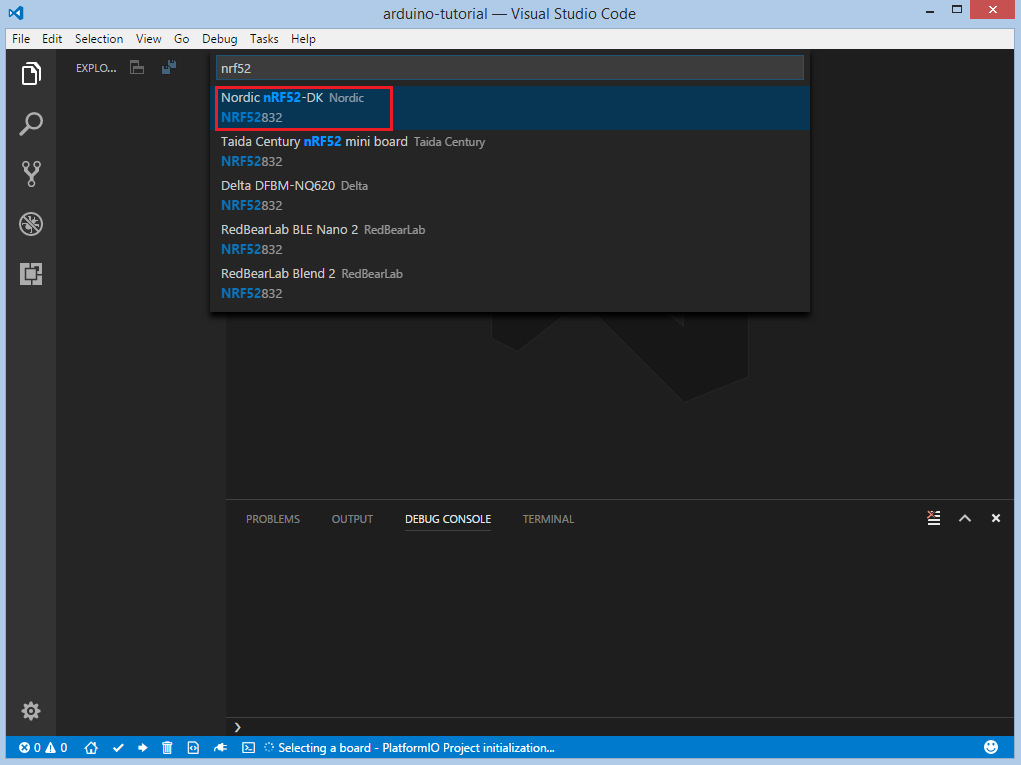 arduino-tutorial — Visual Studio Code
File Edit Selection View Go Debug Tasks Help
EXPLO...
nrf52
Nordic nRF52-DK Nordic
NRF52832
Taida Century nRF52 mini board Taida Century
NRF52832
Delta DFBM-NQ620 Delta
NRF52832
RedBearLab BLE Nano 2 RedBearLab
NRF52832
RedBearLab Blend 2 RedBearLab
NRF52832
PROBLEMS OUTPUT DEBUG CONSOLE TERMINAL
0 0 Selecting a board - PlatformIO Project initialization...